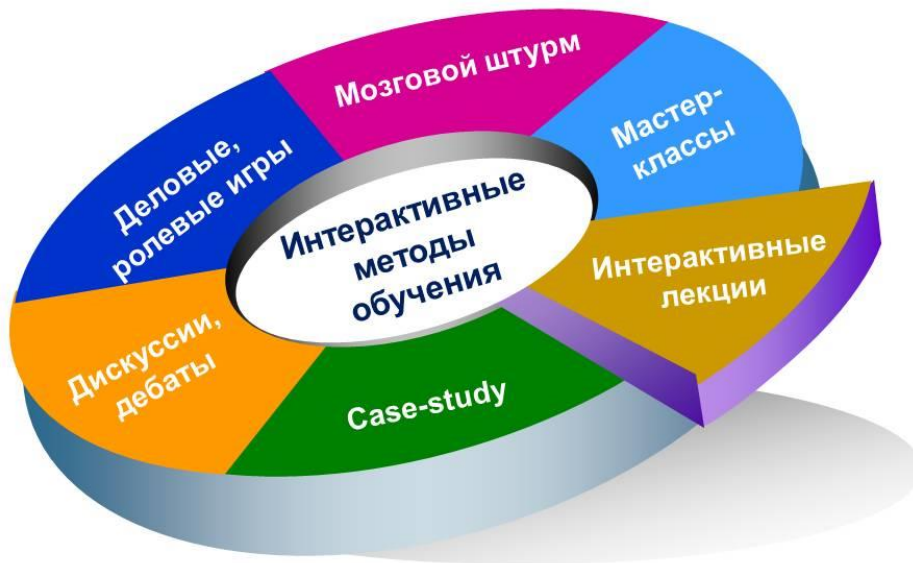 Мозговой штурм
Мастер-
классы
Деловые,
ролевые игры
Интерактивные
методы
обучения
Интерактивные
лекции
Дискуссии,
дебаты
Case-study